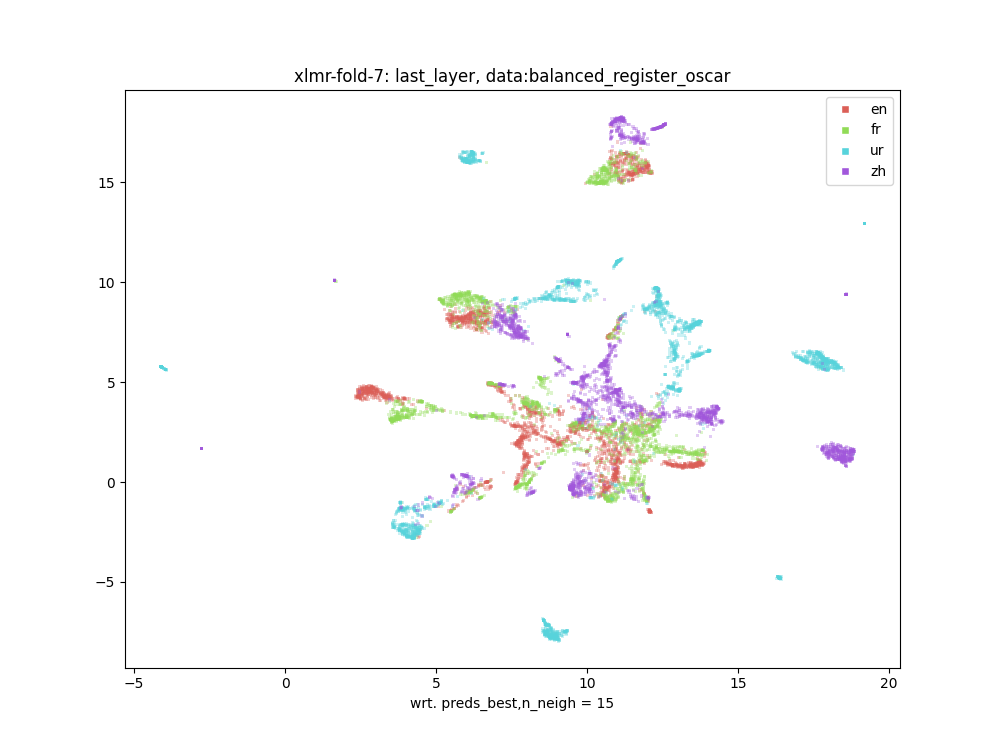 xlmr-fold-7: last_layer, data:balanced_register_oscar
en
fr
ur
zh
15
10
5
0
−5
−5
0
5
10
15
20
wrt. preds_best,n_neigh = 15